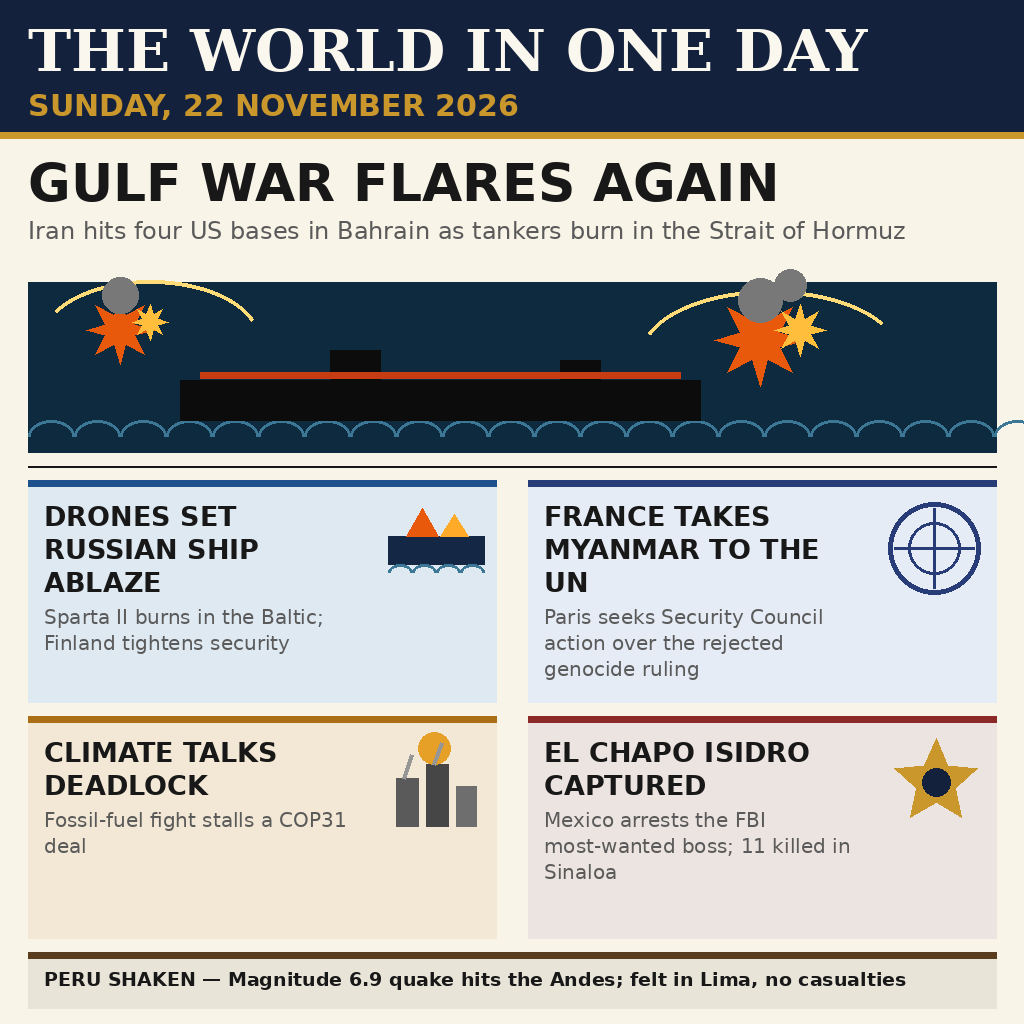 THE WORLD IN ONE DAY
SUNDAY, 22 NOVEMBER 2026
GULF WAR FLARES AGAIN
Iran hits four US bases in Bahrain as tankers burn in the Strait of Hormuz
DRONES SET
RUSSIAN SHIP
ABLAZE
Sparta II burns in the Baltic;
Finland tightens security
FRANCE TAKES
MYANMAR TO THE
UN
Paris seeks Security Council
action over the rejected
genocide ruling
CLIMATE TALKS
DEADLOCK
Fossil-fuel fight stalls a COP31
deal
EL CHAPO ISIDRO
CAPTURED
Mexico arrests the FBI
most-wanted boss; 11 killed in
Sinaloa
PERU SHAKEN — Magnitude 6.9 quake hits the Andes; felt in Lima, no casualties